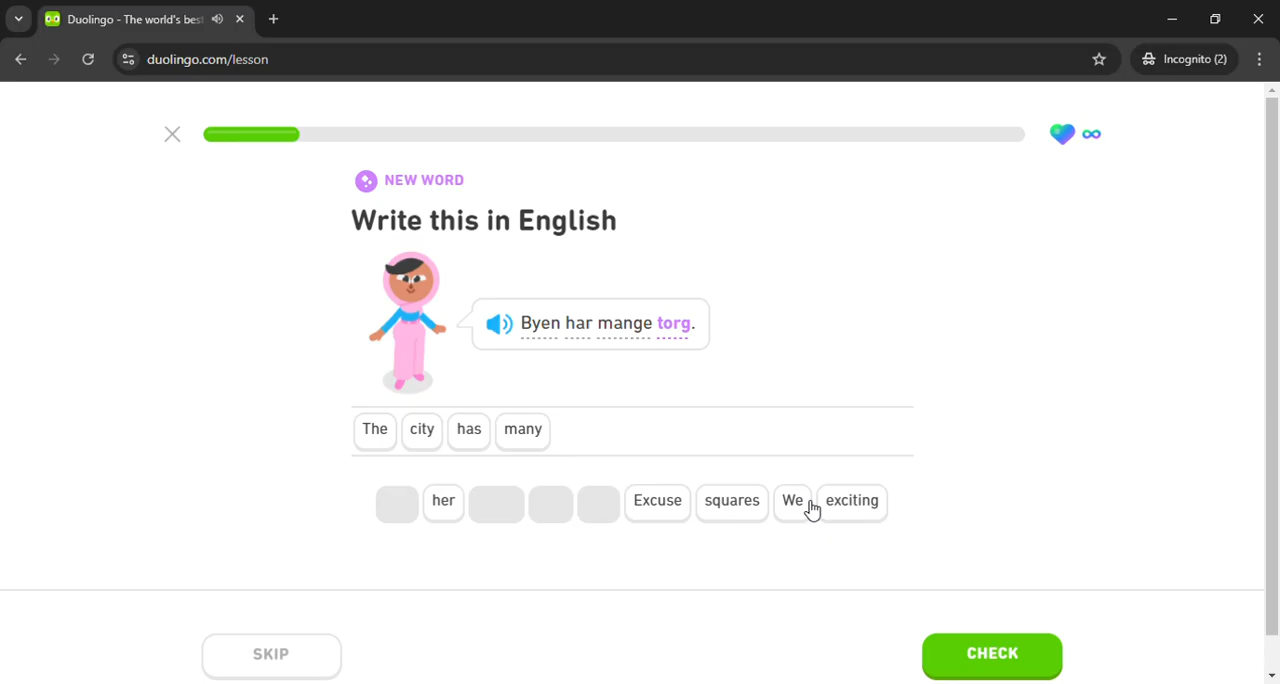 Duolingo - The world's bes
duolingo.com/lesson
Incognito (2)
NEW WORD
Write this in English
Byen har mange torg.
The city has many
her Excuse squares We exciting
SKIP
CHECK